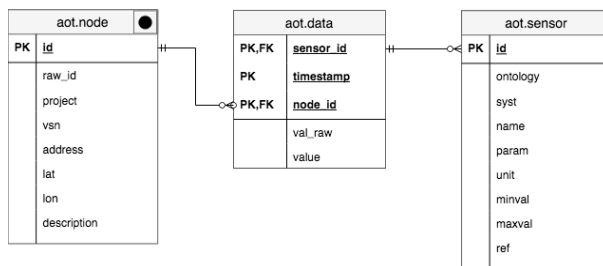 aot.node
PK id
raw_id
project
vsn
address
lat
lon
description
aot.data
PK,FK sensor_id
PK timestamp
PK,FK node_id
val_raw
value
aot.sensor
PK id
ontology
syst
name
param
unit
minval
maxval
ref